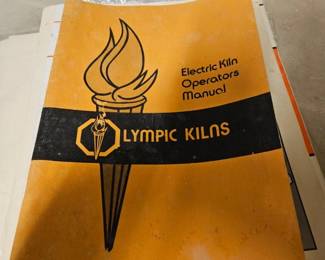 Electric Kiln
Operators
Manual
OLYMPIC KILNS